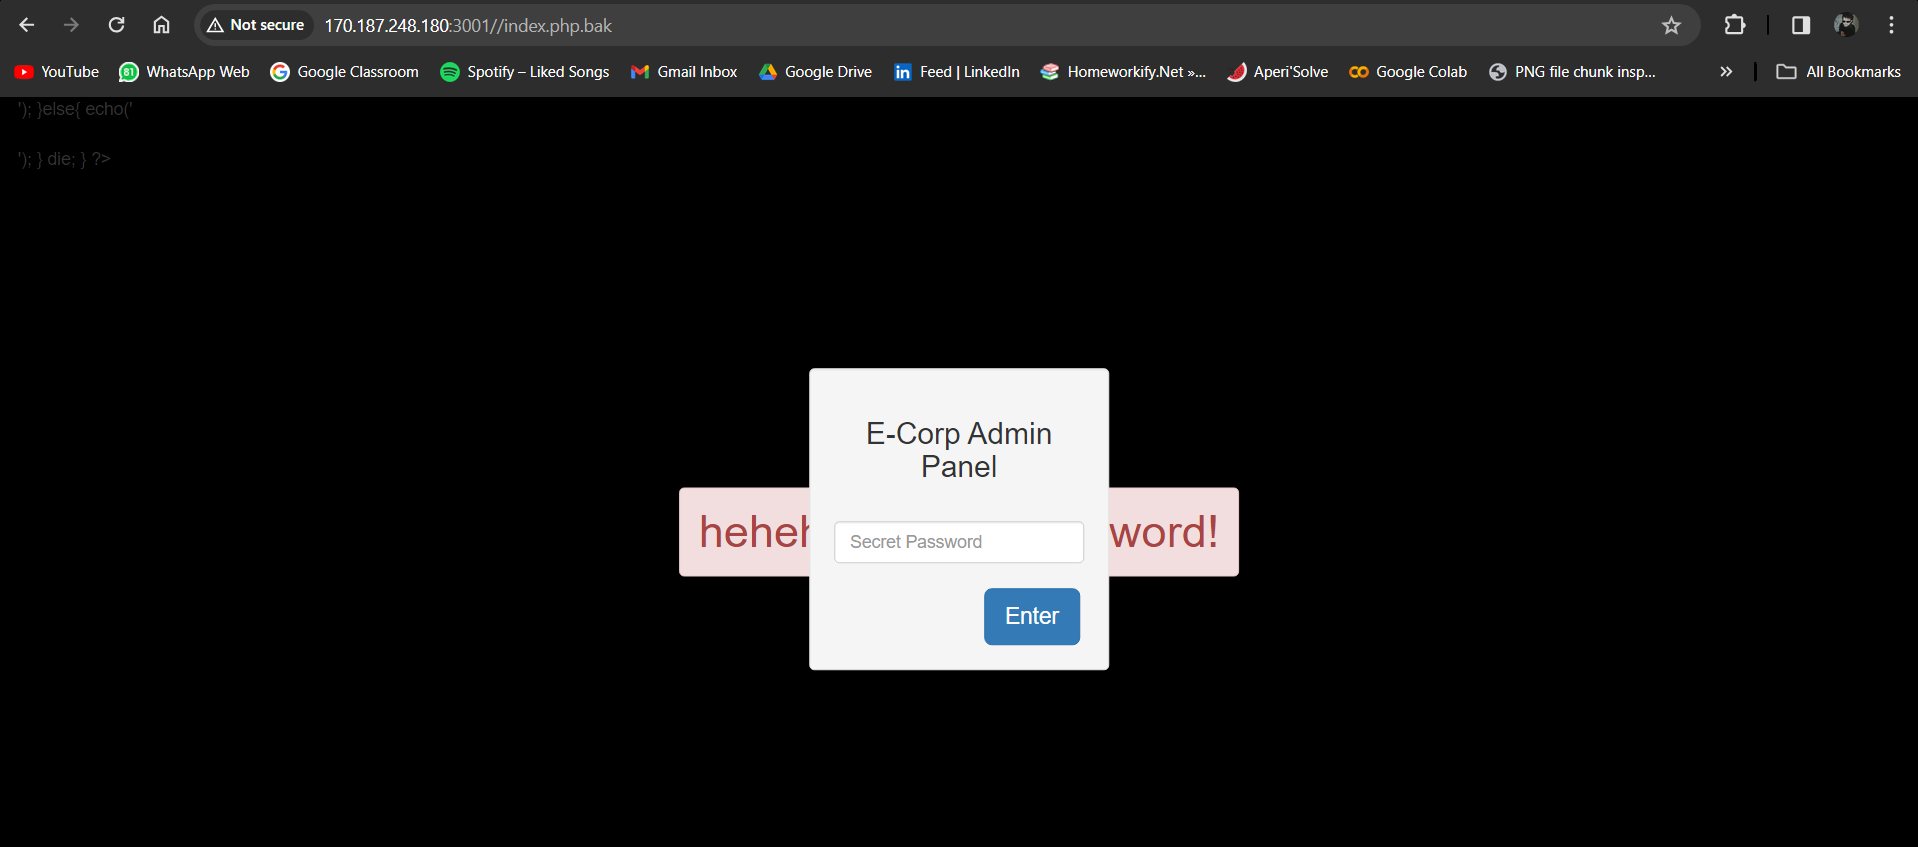 Not secure 170.187.248.180:3001//index.php.bak
YouTube 81 WhatsApp Web Google Classroom Spotify – Liked Songs Gmail Inbox Google Drive in Feed | LinkedIn Homeworkify.Net »... Aperi'Solve Google Colab PNG file chunk insp... » All Bookmarks
'); }else{ echo('
'); } die; } ?>
E-Corp Admin
Panel
heheh word!
Secret Password
Enter